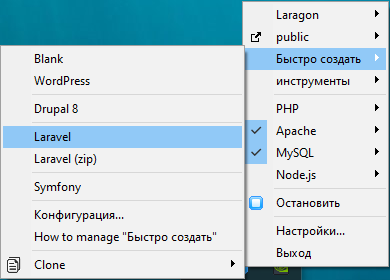 Laragon
public
Быстро создать
инструменты
PHP
Apache
MySQL
Node.js
Остановить
Настройки...
Выход
Blank
WordPress
Drupal 8
Laravel
Laravel (zip)
Symfony
Конфигурация...
How to manage "Быстро создать"
Clone